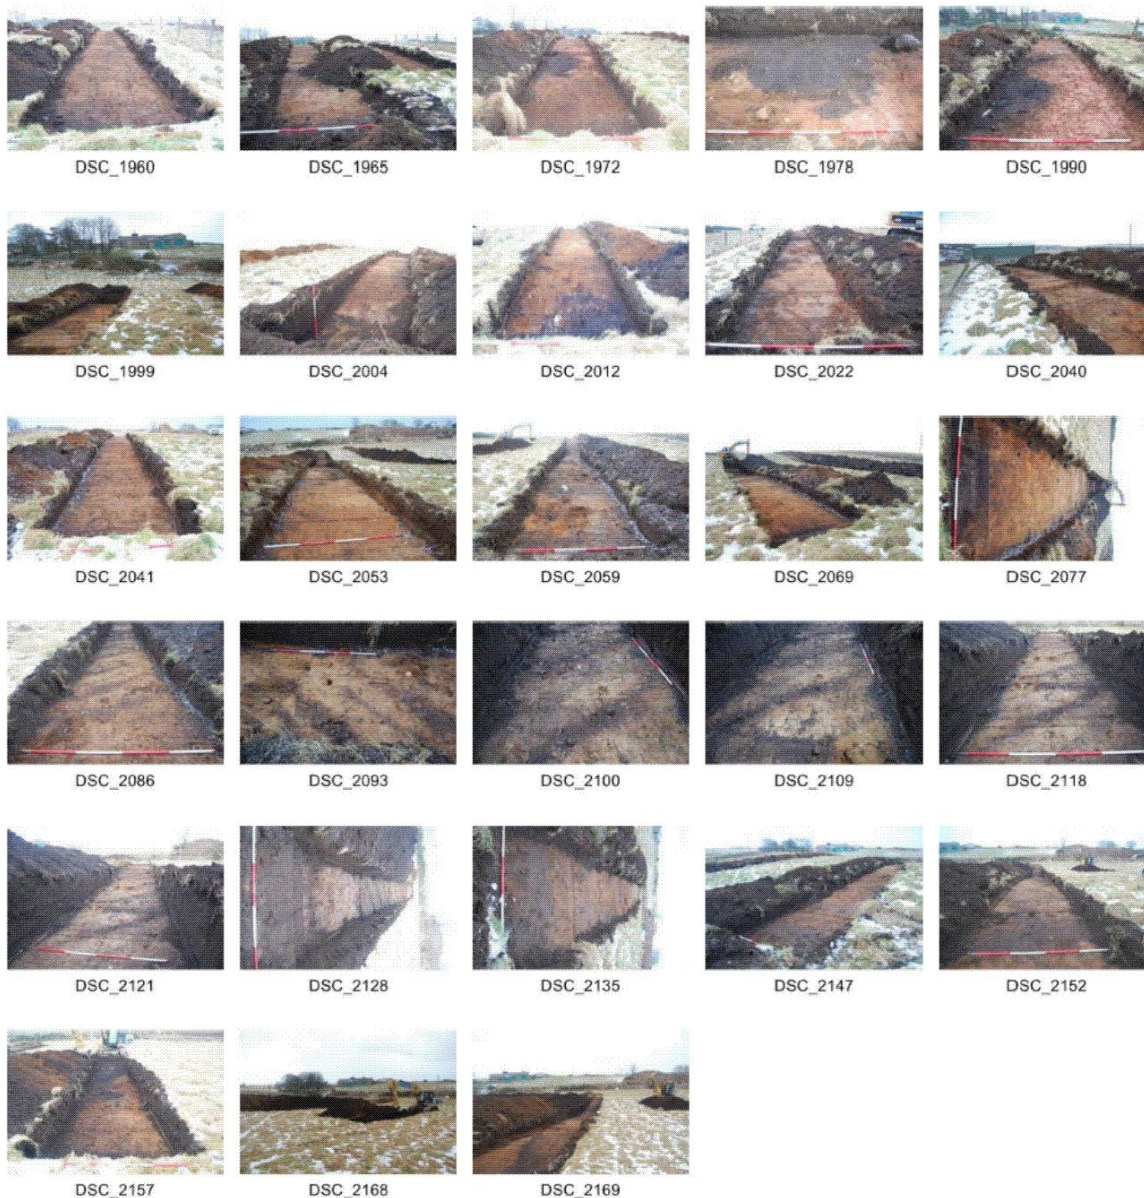 DSC_1960 DSC_1965 DSC_1972 DSC_1978 DSC_1990
DSC_1999 DSC_2004 DSC_2012 DSC_2022 DSC_2040
DSC_2041 DSC_2053 DSC_2059 DSC_2069 DSC_2077
DSC_2086 DSC_2093 DSC_2100 DSC_2109 DSC_2118
DSC_2121 DSC_2128 DSC_2135 DSC_2147 DSC_2152
DSC_2157 DSC_2168 DSC_2169